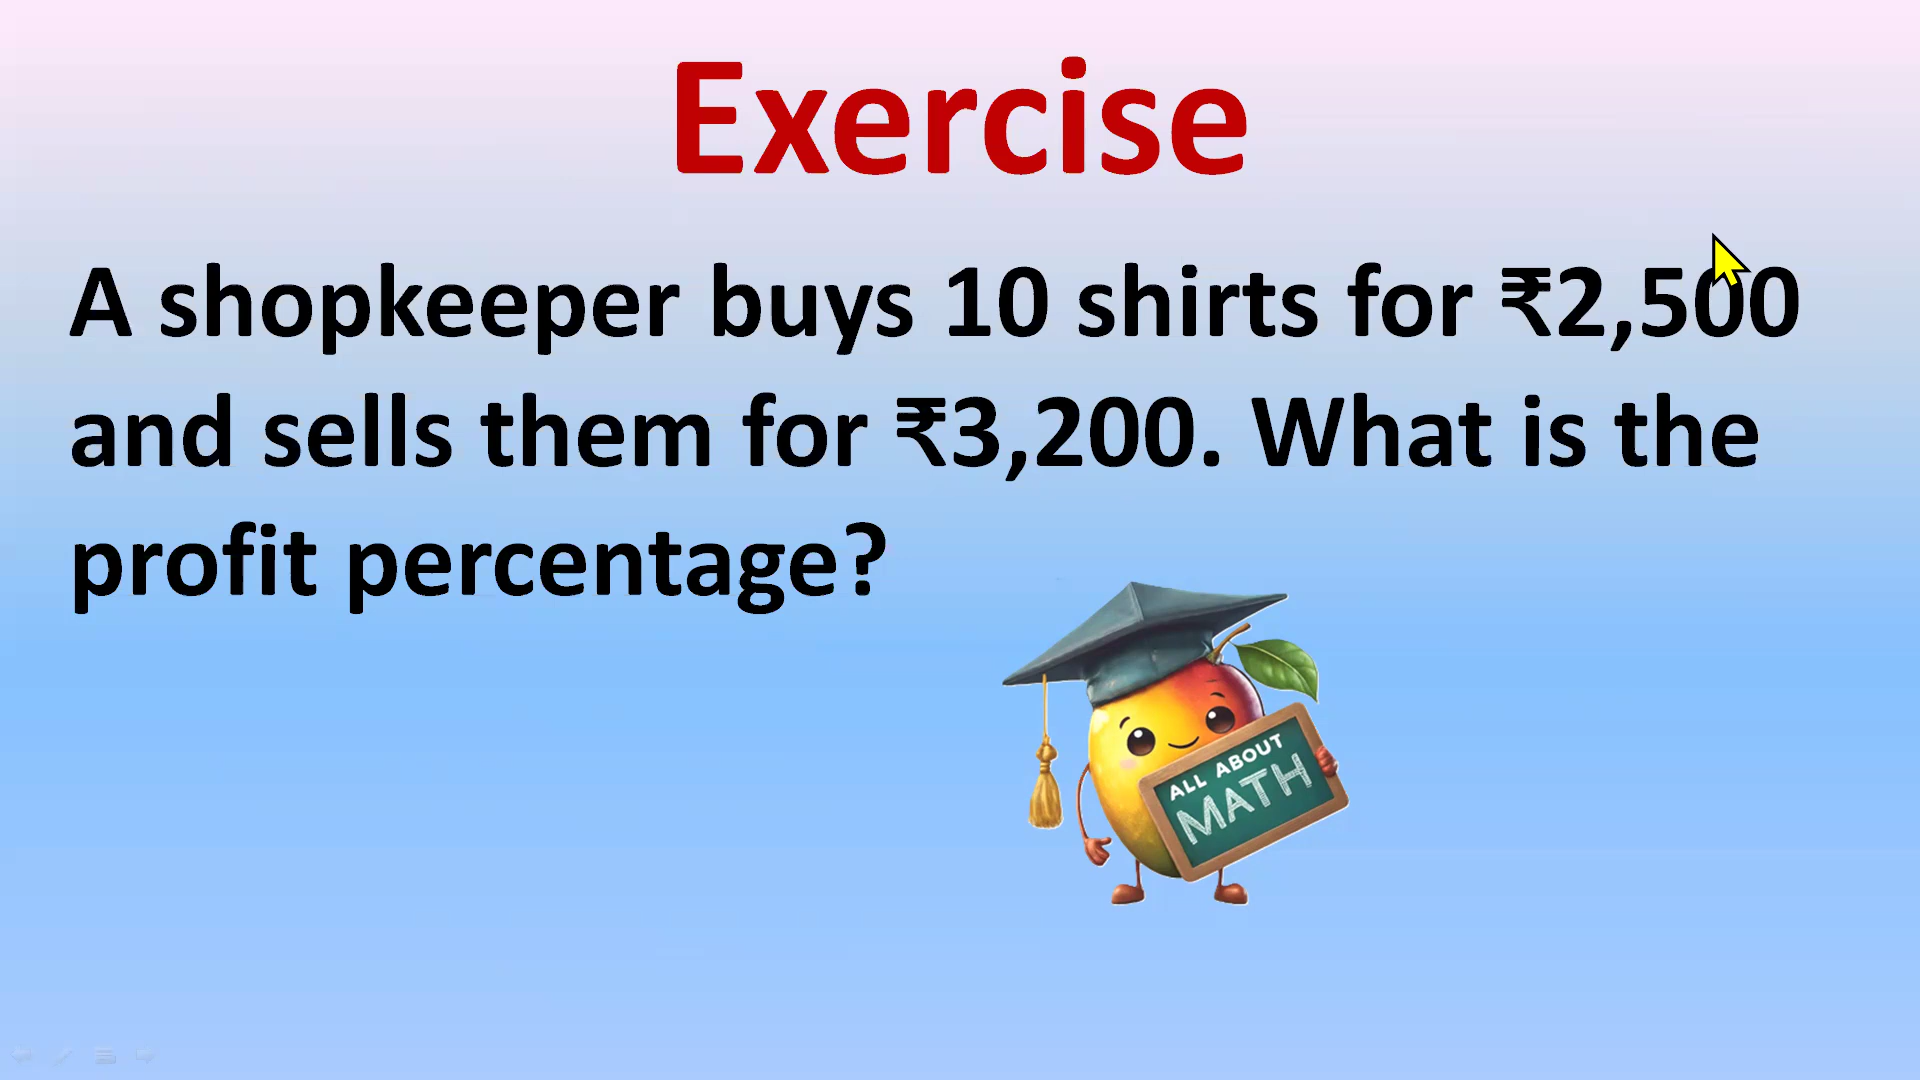 Exercise
A shopkeeper buys 10 shirts for ₹2,500
and sells them for ₹3,200. What is the
profit percentage?
ALL ABOUT
MATH